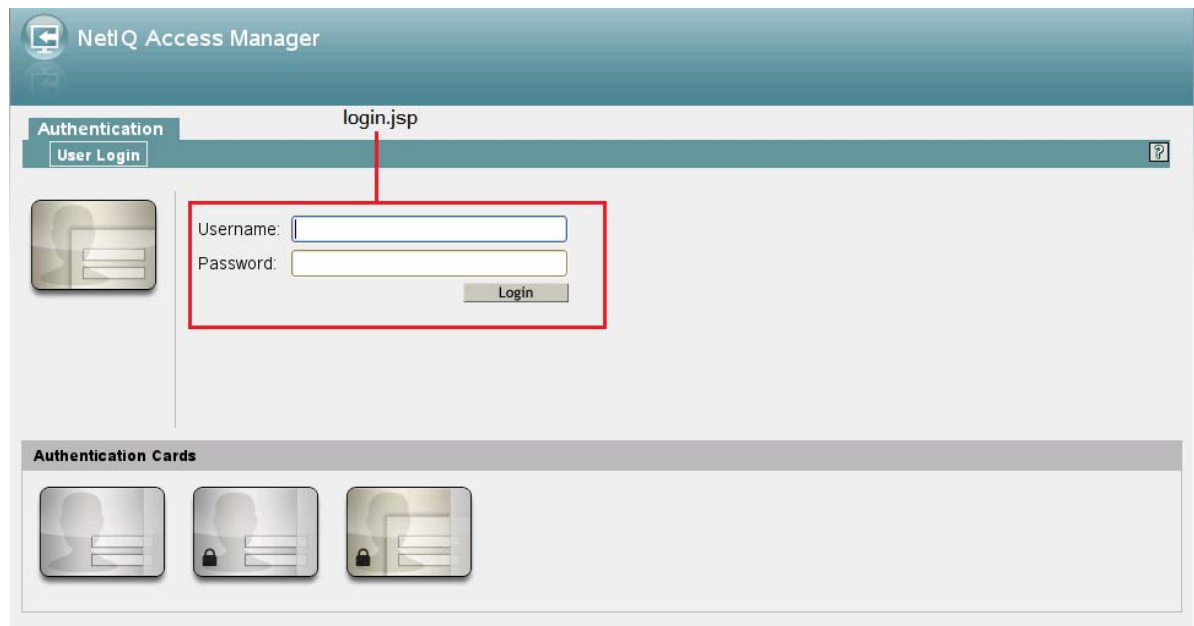 NetIQ Access Manager
login.jsp
Authentication
User Login
?
Username:
Password:
Login
Authentication Cards